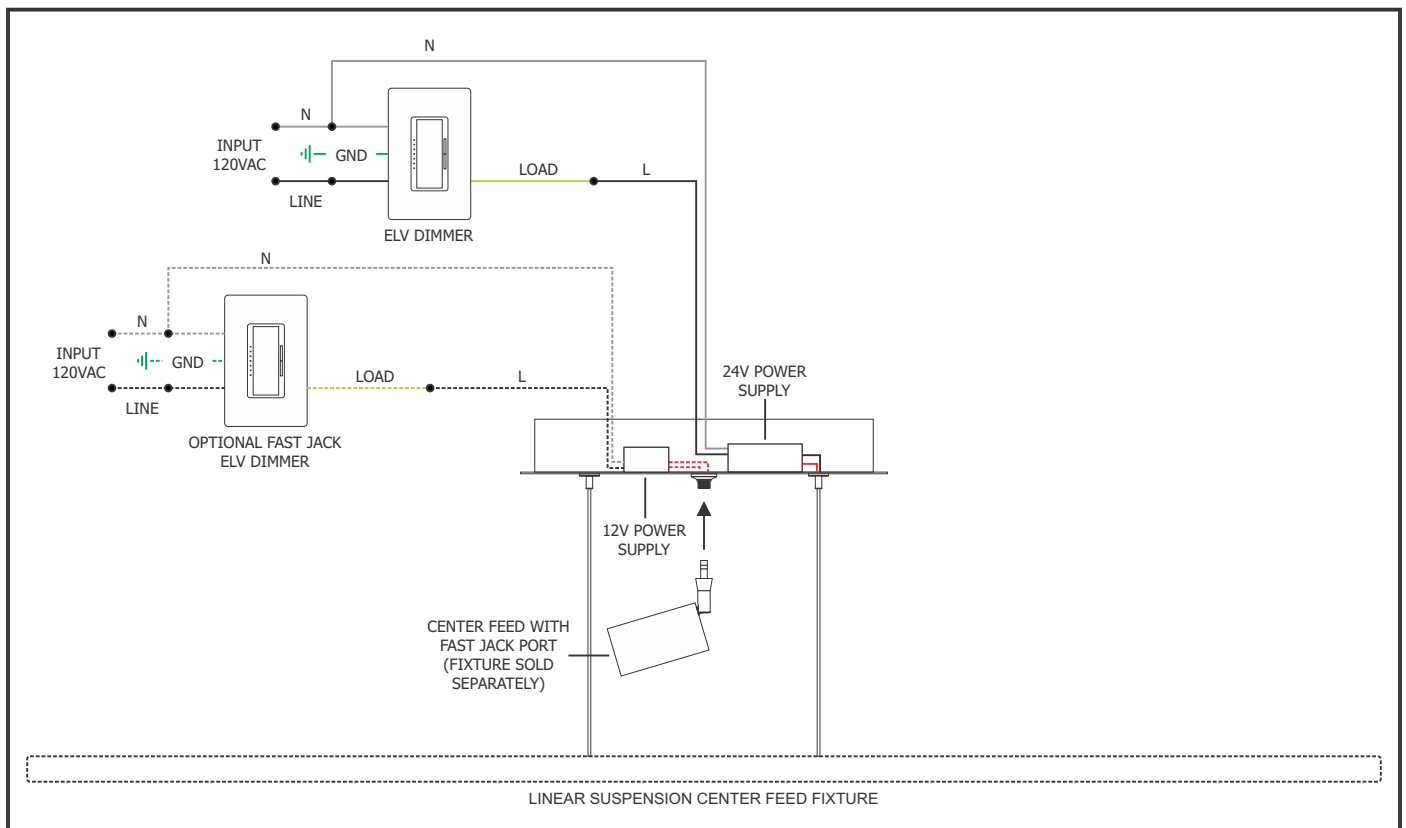 N
N
INPUT
120VAC
GND
LINE
LOAD
L
ELV DIMMER
N
N
INPUT
120VAC
GND
LINE
LOAD
L
OPTIONAL FAST JACK
ELV DIMMER
24V POWER
SUPPLY
12V POWER
SUPPLY
CENTER FEED WITH
FAST JACK PORT
(FIXTURE SOLD
SEPARATELY)
LINEAR SUSPENSION CENTER FEED FIXTURE